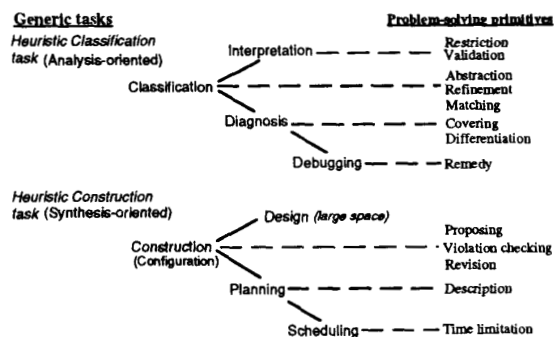 Generic tasks
Problem-solving primitives
Heuristic Classification
task (Analysis-oriented)
Interpretation
Restriction
Validation
Classification
Abstraction
Refinement
Matching
Diagnosis
Covering
Differentiation
Debugging
Remedy
Heuristic Construction
task (Synthesis-oriented)
Design (large space)
Construction
(Configuration)
Proposing
Violation checking
Revision
Planning
Description
Scheduling
Time limitation